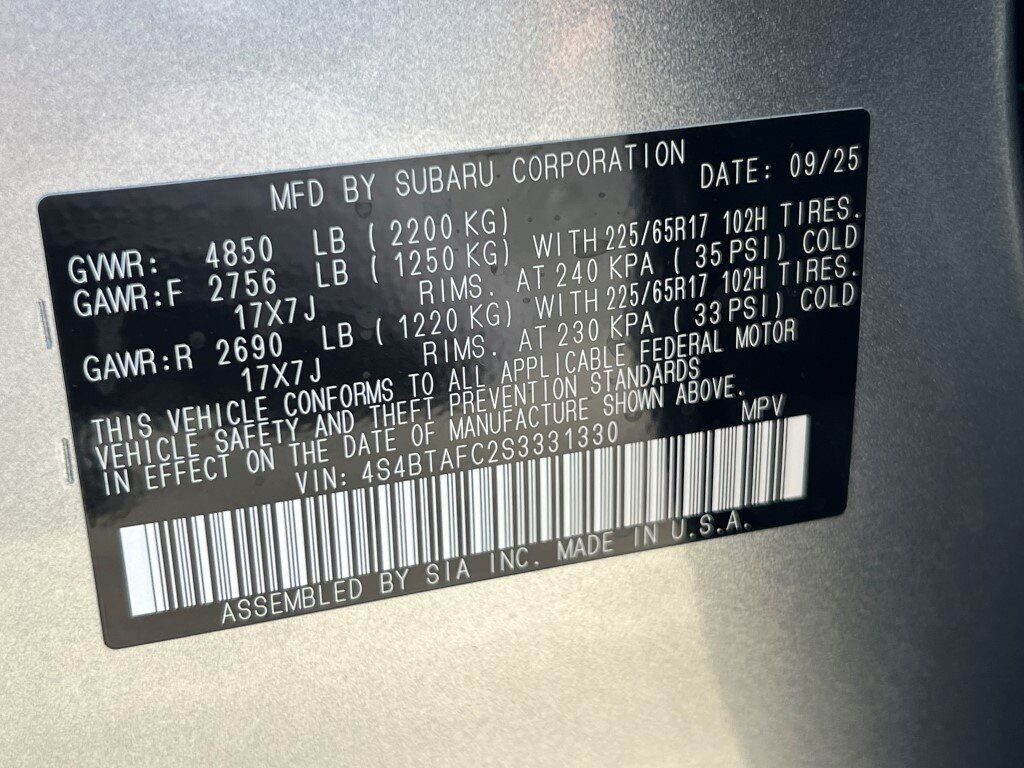 MFD BY SUBARU CORPORATION DATE: 09/25
GVWR: 4850 LB ( 2200 KG)
GAWR:F 2756 LB ( 1250 KG) WITH 225/65R17 102H TIRES.
17X7J RIMS. AT 240 KPA ( 35 PSI) COLD
GAWR:R 2690 LB ( 1220 KG) WITH 225/65R17 102H TIRES.
17X7J RIMS. AT 230 KPA ( 33 PSI) COLD
THIS VEHICLE CONFORMS TO ALL APPLICABLE FEDERAL MOTOR
VEHICLE SAFETY AND THEFT PREVENTION STANDARDS
IN EFFECT ON THE DATE OF MANUFACTURE SHOWN ABOVE.
VIN: 4S4BTAFC2S3331330 MPV
ASSEMBLED BY SIA INC. MADE IN U.S.A.